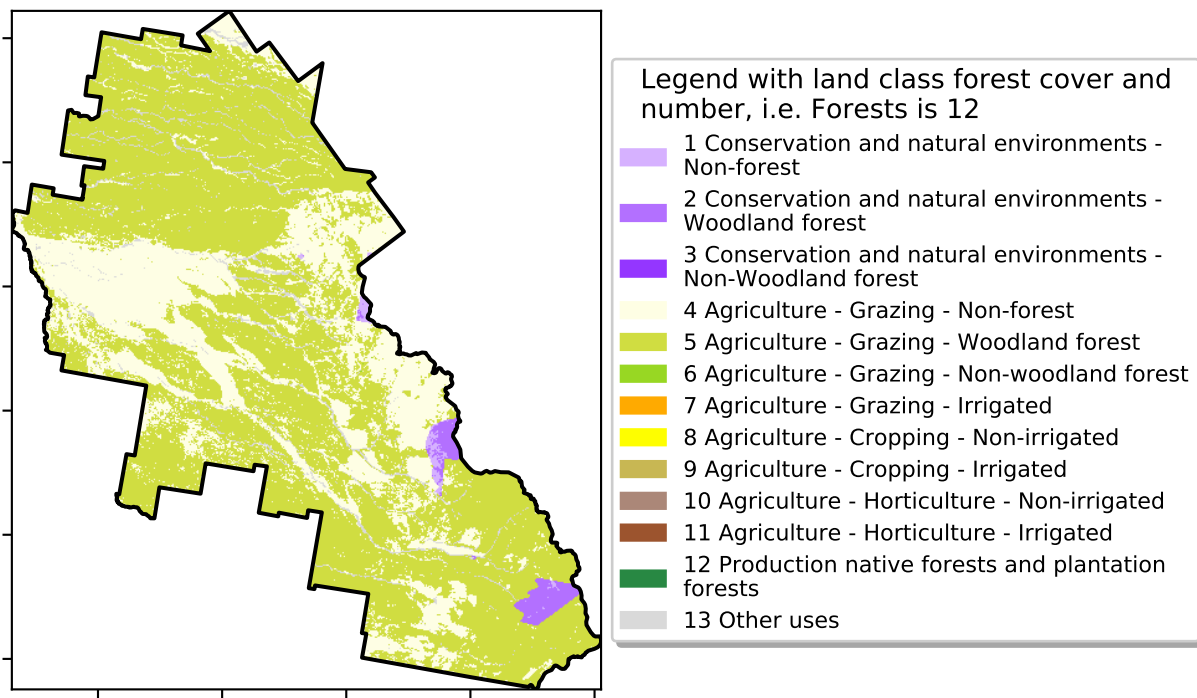 Legend with land class forest cover and
number, i.e. Forests is 12
1 Conservation and natural environments -
Non-forest
2 Conservation and natural environments -
Woodland forest
3 Conservation and natural environments -
Non-Woodland forest
4 Agriculture - Grazing - Non-forest
5 Agriculture - Grazing - Woodland forest
6 Agriculture - Grazing - Non-woodland forest
7 Agriculture - Grazing - Irrigated
8 Agriculture - Cropping - Non-irrigated
9 Agriculture - Cropping - Irrigated
10 Agriculture - Horticulture - Non-irrigated
11 Agriculture - Horticulture - Irrigated
12 Production native forests and plantation
forests
13 Other uses